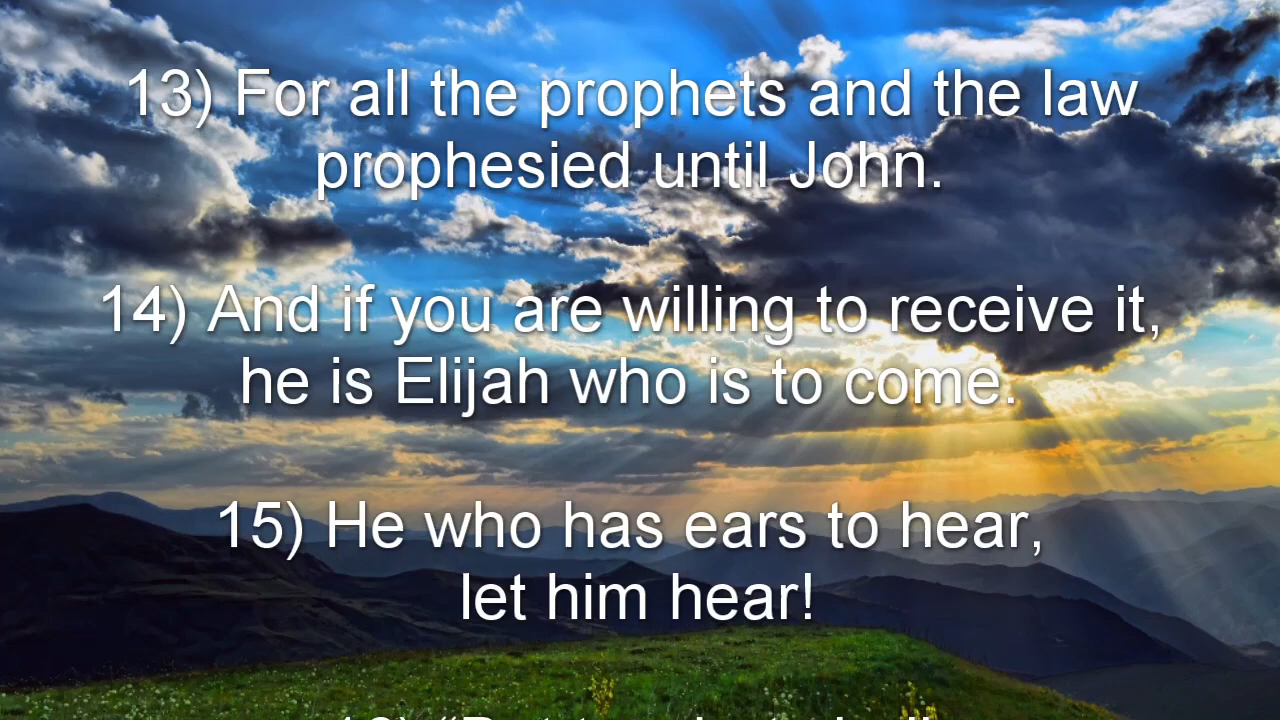 13) For all the prophets and the law
prophesied until John.
14) And if you are willing to receive it,
he is Elijah who is to come.
15) He who has ears to hear,
let him hear!